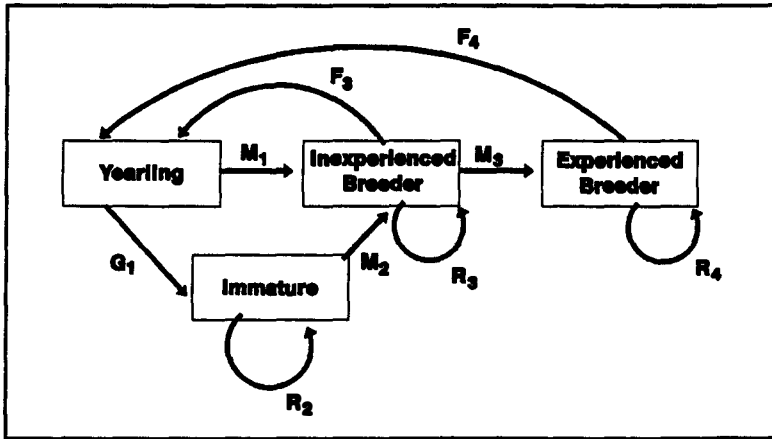 F4
F3
Yearling
M1
Inexperienced
Breeder
M3
Experienced
Breeder
G1
Immature
M2
R3
R4
R2